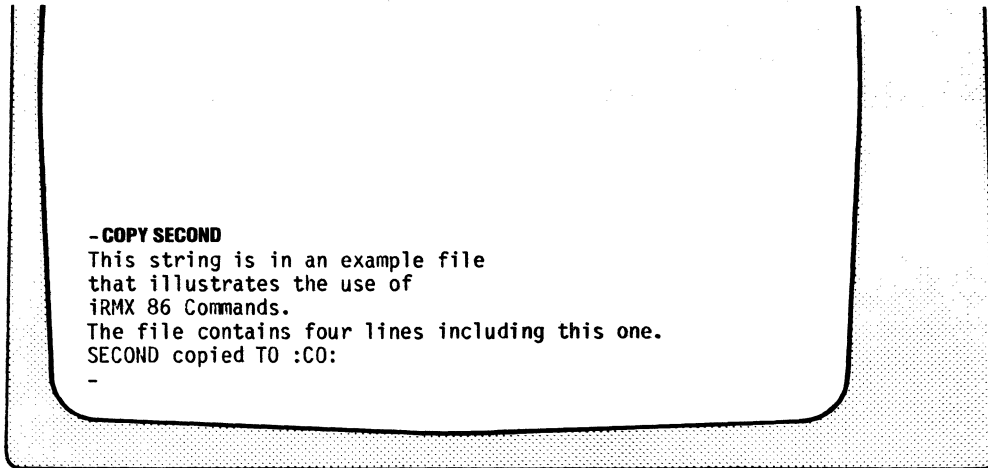 -COPY SECOND
This string is in an example file
that illustrates the use of
iRMX 86 Commands.
The file contains four lines including this one.
SECOND copied TO :CO:
-